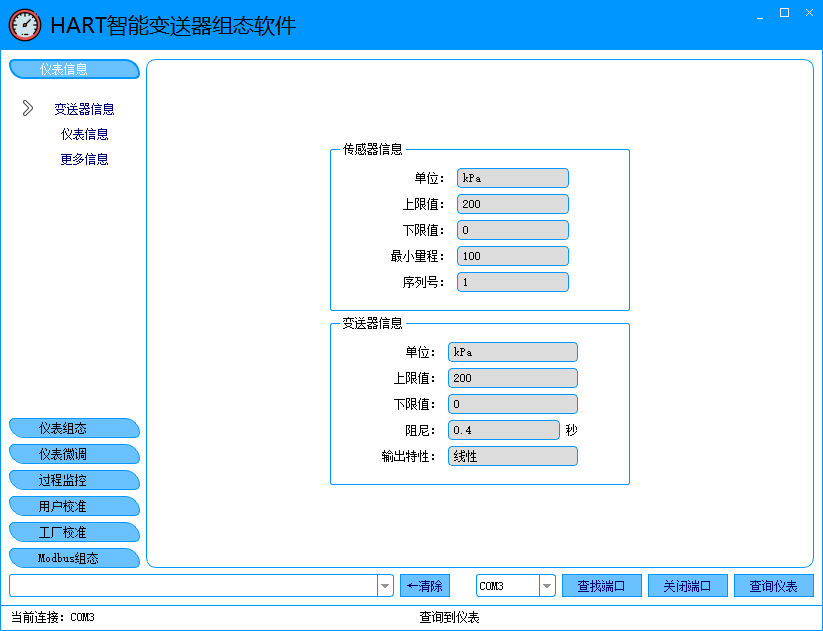 HART智能变送器组态软件
仪表信息
变送器信息
仪表信息
更多信息
传感器信息
单位： kPa
上限值： 200
下限值： 0
最小量程： 100
序列号： 1
变送器信息
单位： kPa
上限值： 200
下限值： 0
阻尼： 0.4 秒
输出特性： 线性
仪表组态
仪表微调
过程监控
用户校准
工厂校准
Modbus组态
←清除 COM3 查找端口 关闭端口 查询仪表
当前连接：COM3 查询到仪表